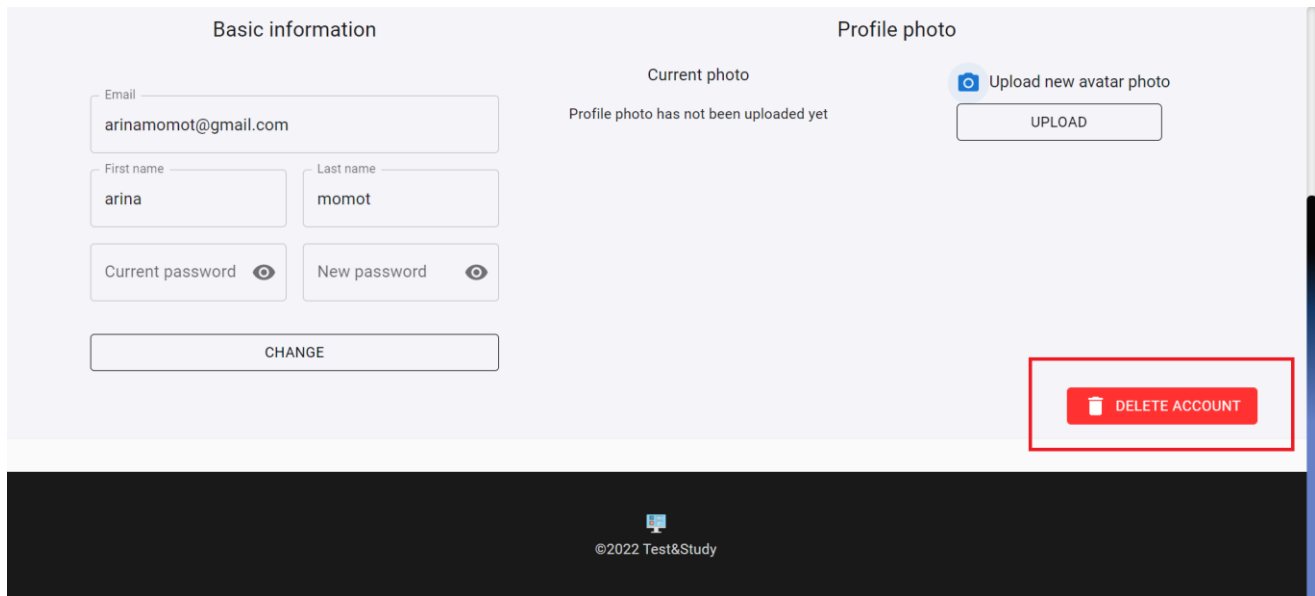 Basic information
Profile photo
Current photo
Upload new avatar photo
Email
arinamomot@gmail.com
Profile photo has not been uploaded yet
UPLOAD
First name
Last name
arina
momot
Current password
New password
CHANGE
DELETE ACCOUNT
©2022 Test&Study